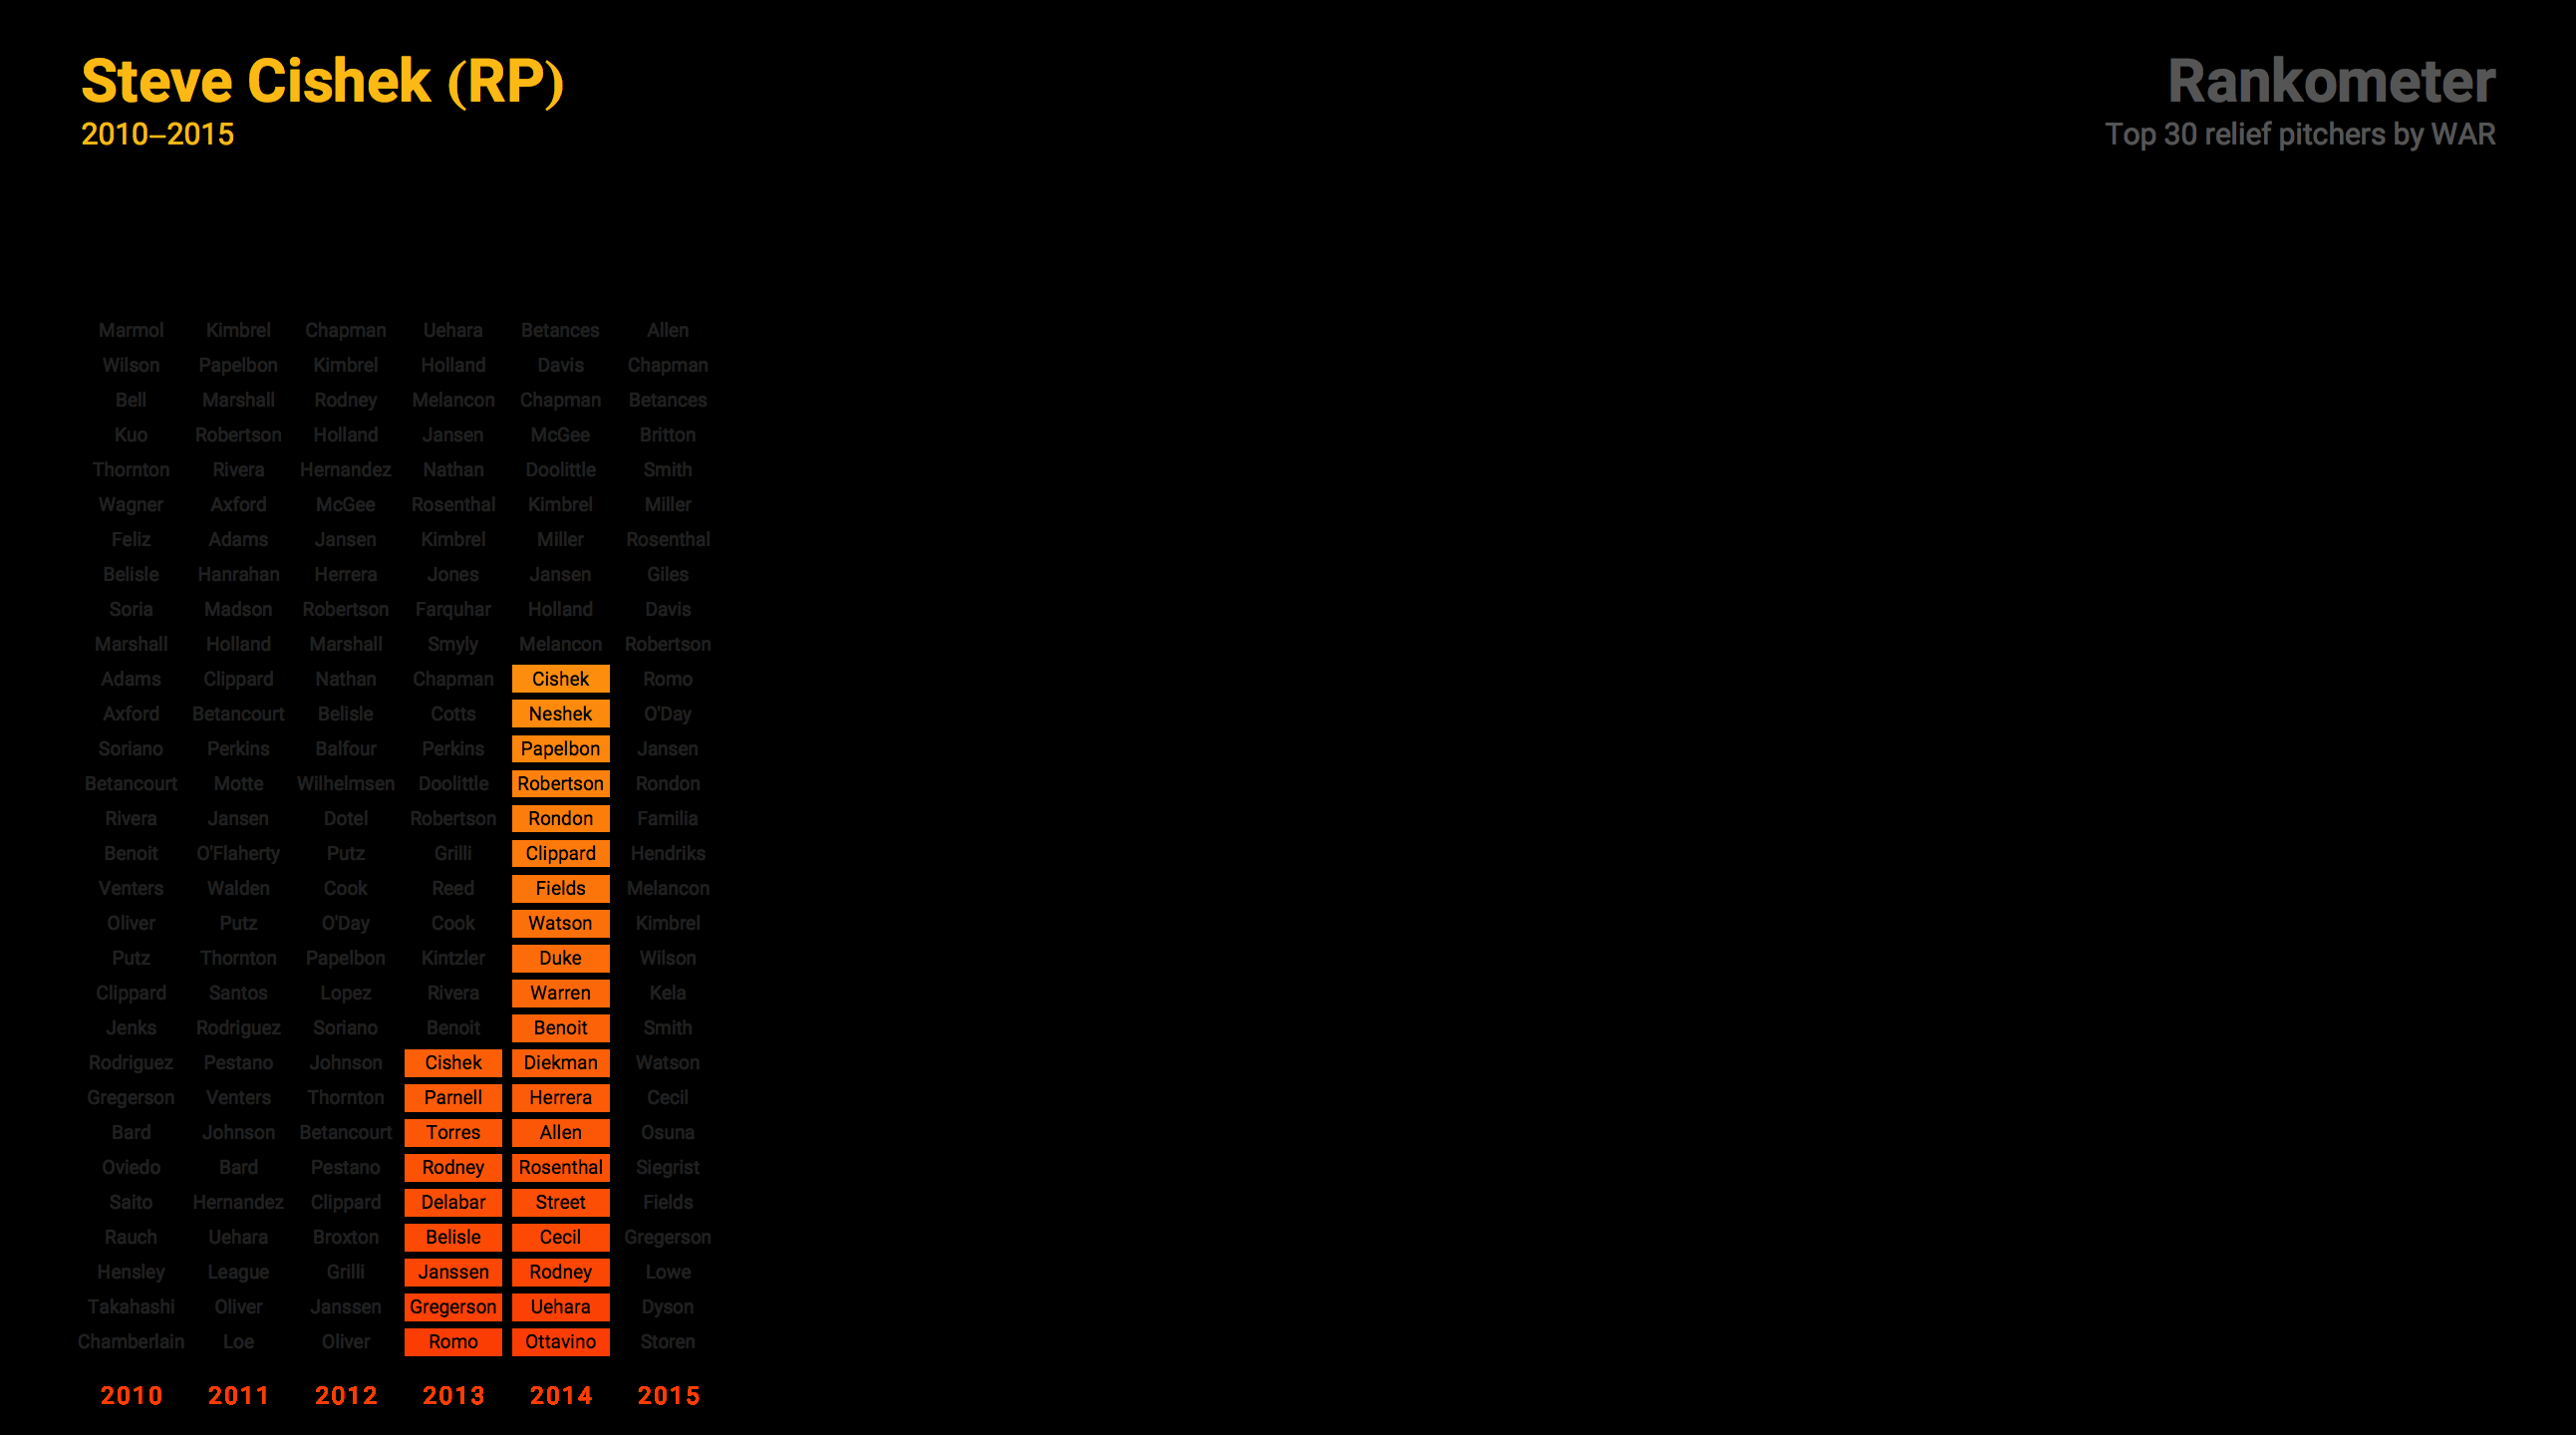 Steve Cishek (RP)
2010–2015
Rankometer
Top 30 relief pitchers by WAR
Marmol Kimbrel Chapman Uehara Betances Allen
Wilson Papelbon Kimbrel Holland Davis Chapman
Bell Marshall Rodney Melancon Chapman Betances
Kuo Robertson Holland Jansen McGee Britton
Thornton Rivera Hernandez Nathan Doolittle Smith
Wagner Axford McGee Rosenthal Kimbrel Miller
Feliz Adams Jansen Kimbrel Miller Rosenthal
Belisle Hanrahan Herrera Jones Jansen Giles
Soria Madson Robertson Farquhar Holland Davis
Marshall Holland Marshall Smyly Melancon Robertson
Adams Clippard Nathan Chapman Cishek Romo
Axford Betancourt Belisle Cotts Neshek O'Day
Soriano Perkins Balfour Perkins Papelbon Jansen
Betancourt Motte Wilhelmsen Doolittle Robertson Rondon
Rivera Jansen Dotel Robertson Rondon Familia
Benoit O'Flaherty Putz Grilli Clippard Hendriks
Venters Walden Cook Reed Fields Melancon
Oliver Putz O'Day Cook Watson Kimbrel
Putz Thornton Papelbon Kintzler Duke Wilson
Clippard Santos Lopez Rivera Warren Kela
Jenks Rodriguez Soriano Benoit Benoit Smith
Rodriguez Pestano Johnson Cishek Diekman Watson
Gregerson Venters Thornton Parnell Herrera Cecil
Bard Johnson Betancourt Torres Allen Osuna
Oviedo Bard Pestano Rodney Rosenthal Siegrist
Saito Hernandez Clippard Delabar Street Fields
Rauch Uehara Broxton Belisle Cecil Gregerson
Hensley League Grilli Janssen Rodney Lowe
Takahashi Oliver Janssen Gregerson Uehara Dyson
Chamberlain Loe Oliver Romo Ottavino Storen
2010 2011 2012 2013 2014 2015